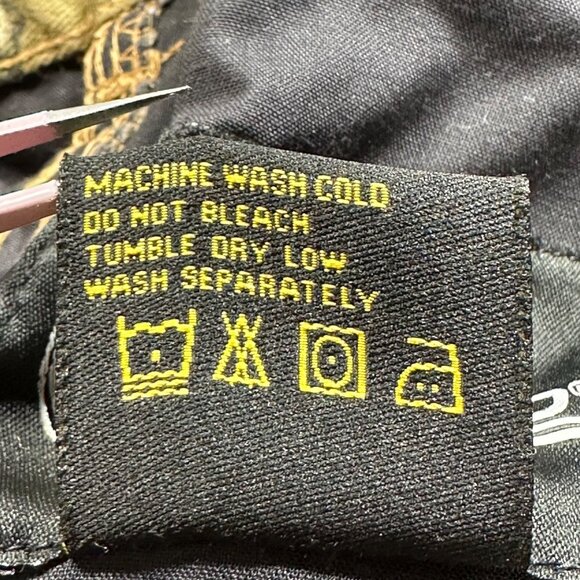 MACHINE WASH COLD
DO NOT BLEACH
TUMBLE DRY LOW
WASH SEPARATELY